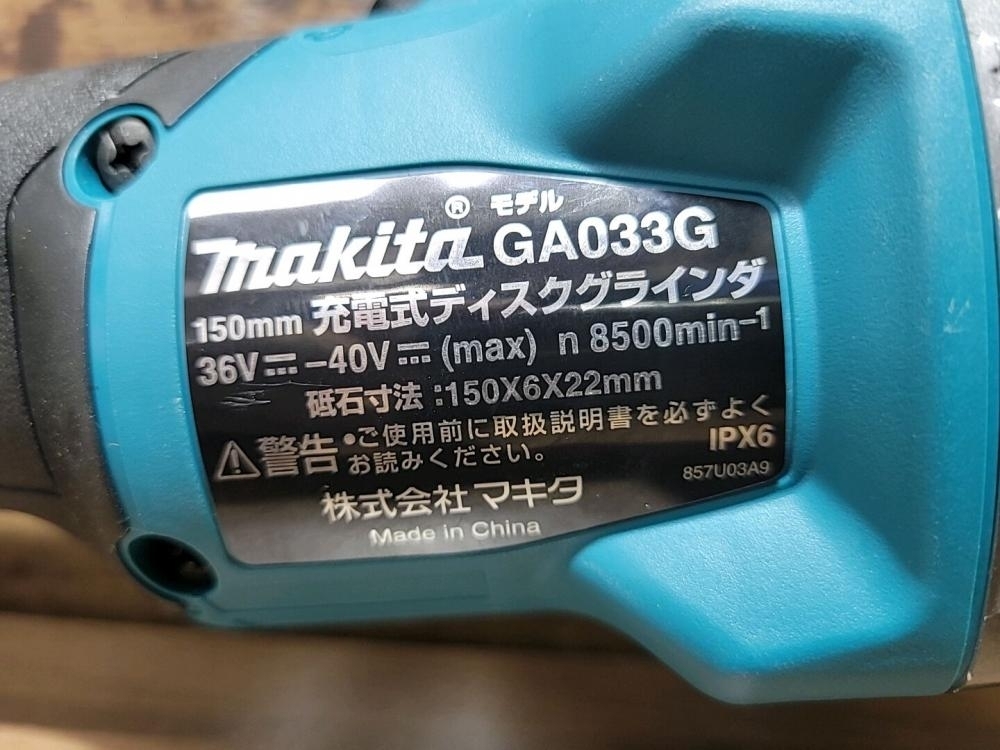 makita® モデル GA033G
150mm 充電式ディスクグラインダ
36V⎓-40V⎓(max) n 8500min-1
砥石寸法:150X6X22mm
⚠警告 •ご使用前に取扱説明書を必ずよく
お読みください。 IPX6
857U03A9
株式会社マキタ
Made in China